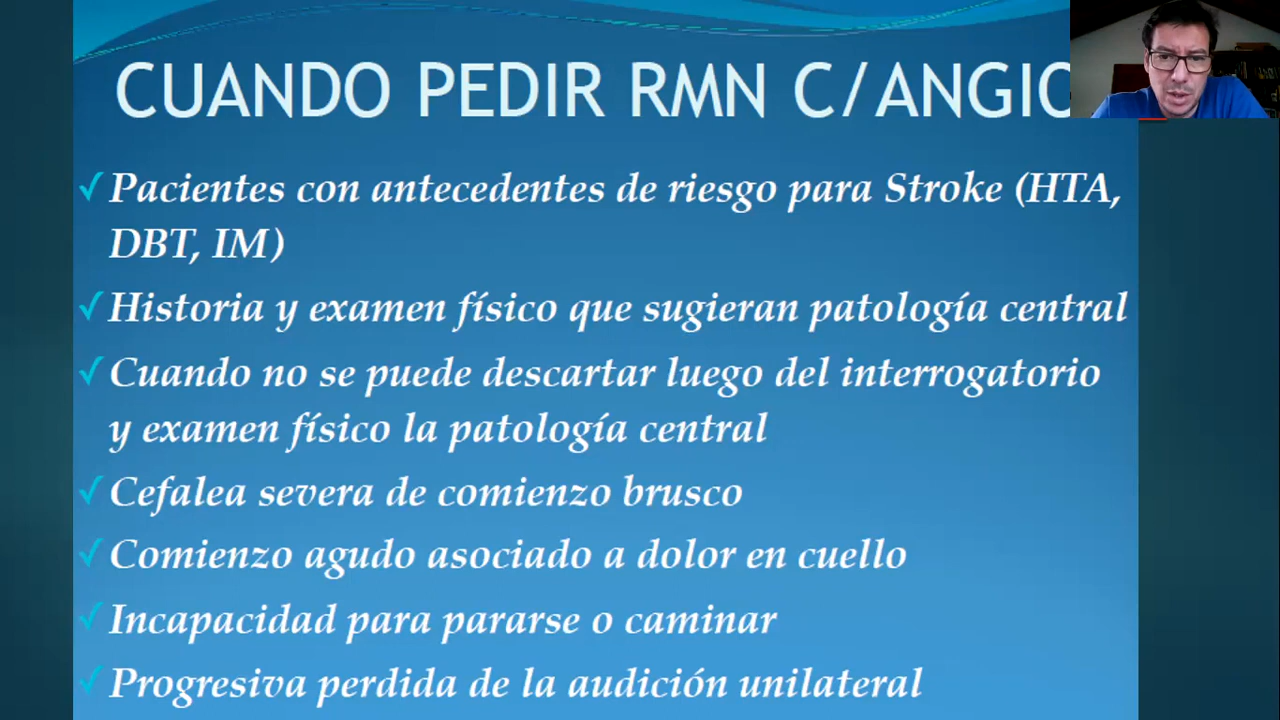 CUANDO PEDIR RMN C/ANGIO
✓ Pacientes con antecedentes de riesgo para Stroke (HTA,
DBT, IM)
✓ Historia y examen físico que sugieran patología central
✓ Cuando no se puede descartar luego del interrogatorio
y examen físico la patología central
✓ Cefalea severa de comienzo brusco
✓ Comienzo agudo asociado a dolor en cuello
✓ Incapacidad para pararse o caminar
✓ Progresiva perdida de la audición unilateral